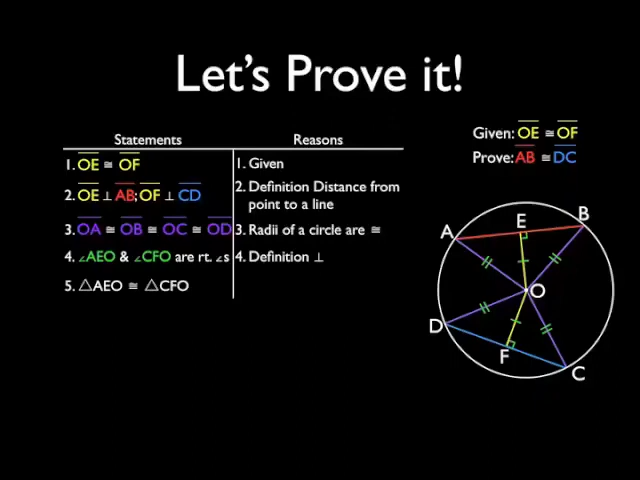 Let's Prove it!
Given: OE ≅ OF
Prove: AB ≅ DC
Statements
Reasons
1. OE ≅ OF
1. Given
2. OE ⊥ AB; OF ⊥ CD
2. Definition Distance from
point to a line
3. OA ≅ OB ≅ OC ≅ OD
3. Radii of a circle are ≅
4. ∠AEO & ∠CFO are rt. ∠s
4. Definition ⊥
5. △AEO ≅ △CFO
A
E
B
O
D
F
C